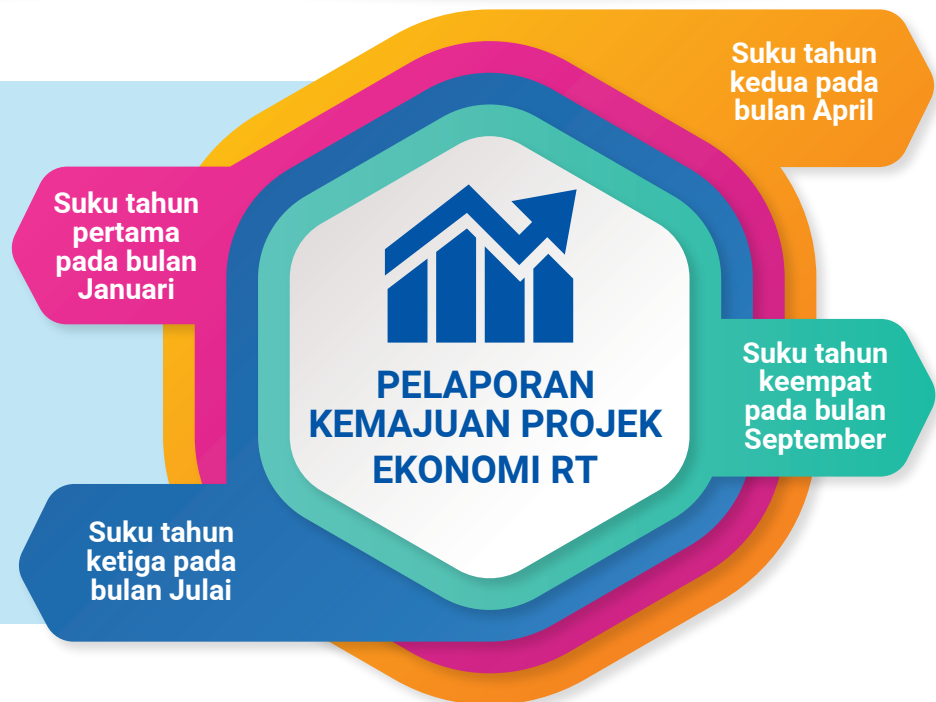 PELAPORAN
KEMAJUAN PROJEK
EKONOMI RT
Suku tahun
pertama
pada bulan
Januari
Suku tahun
kedua pada
bulan April
Suku tahun
ketiga pada
bulan Julai
Suku tahun
keempat
pada bulan
September